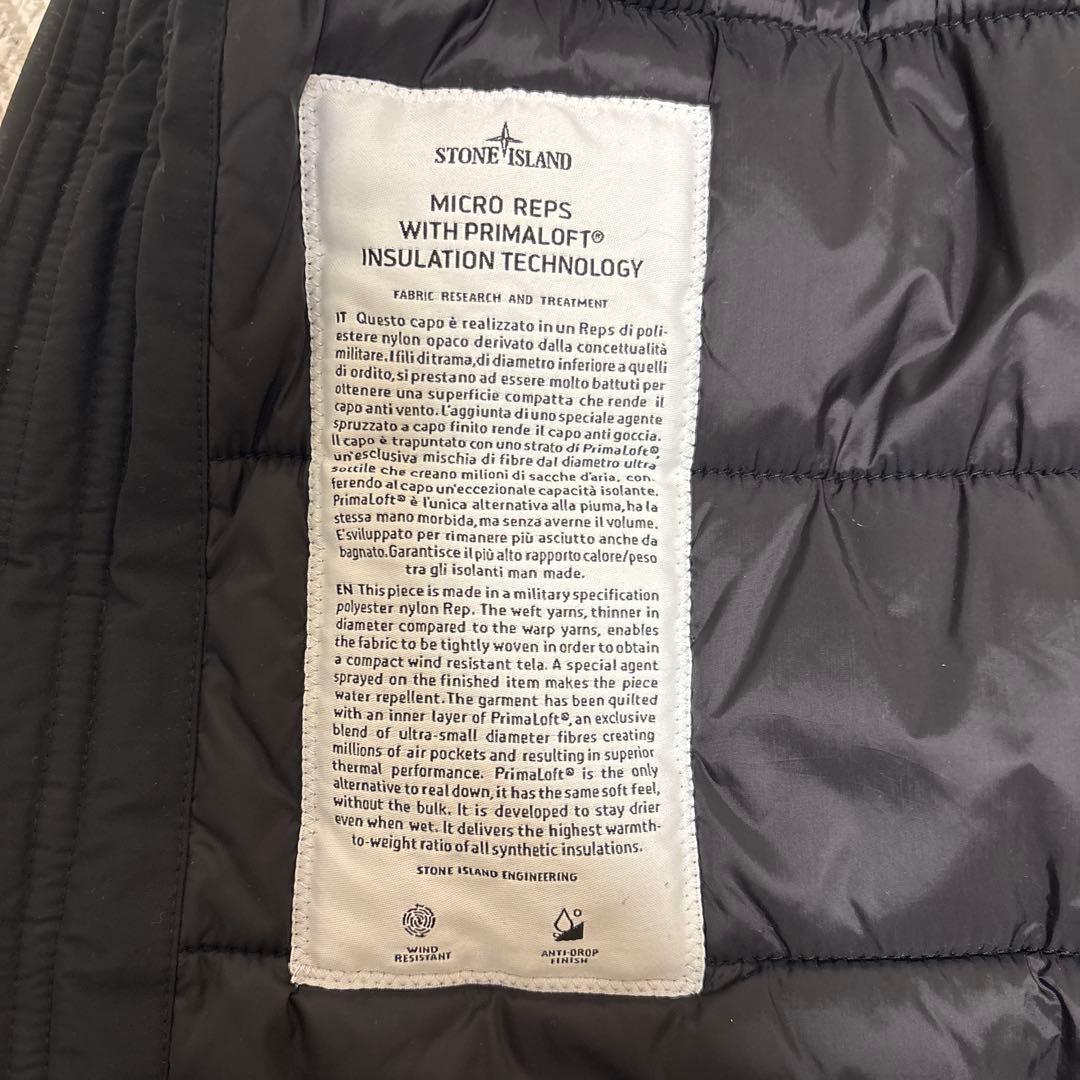 STONE ISLAND
MICRO REPS
WITH PRIMALOFT®
INSULATION TECHNOLOGY
FABRIC RESEARCH AND TREATMENT
IT Questo capo è realizzato in un Reps di poli-
estere nylon opaco derivato dalla concettualità
militare. I fili di trama, di diametro inferiore a quelli
di ordito, si prestano ad essere molto battuti per
ottenere una superficie compatta che rende il
capo anti vento. L'aggiunta di uno speciale agente
spruzzato a capo finito rende il capo anti goccia.
Il capo è trapuntato con uno strato di PrimaLoft®,
un'esclusiva mischia di fibre dal diametro ultra
sottile che creano milioni di sacche d'aria, con-
ferendo al capo un'eccezionale capacità isolante.
PrimaLoft® è l'unica alternativa alla piuma, ha la
stessa mano morbida, ma senza averne il volume.
E'sviluppato per rimanere più asciutto anche da
bagnato. Garantisce il più alto rapporto calore/peso
tra gli isolanti man made.
EN This piece is made in a military specification
polyester nylon Rep. The weft yarns, thinner in
diameter compared to the warp yarns, enables
the fabric to be tightly woven in order to obtain
a compact wind resistant tela. A special agent
sprayed on the finished item makes the piece
water repellent. The garment has been quilted
with an inner layer of PrimaLoft®, an exclusive
blend of ultra-small diameter fibres creating
millions of air pockets and resulting in superior
thermal performance. PrimaLoft® is the only
alternative to real down, it has the same soft feel,
without the bulk. It is developed to stay drier
even when wet. It delivers the highest warmth-
to-weight ratio of all synthetic insulations.
STONE ISLAND ENGINEERING
WIND
RESISTANT
ANTI-DROP
FINISH